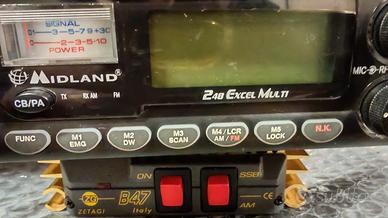 SIGNAL
1 3 5 7 9 +30
2 3 5 10
POWER
MIDLAND
CB/PA
TX RX AM FM
248 EXCEL MULTI
MIC RF
FUNC
M1 EMG
M2 DW
M3 SCAN
M4/LCR AM/FM
M5 LOCK
N.K.
ON
SSB
ZG
ZETAGI
B47
Italy
AM
subito